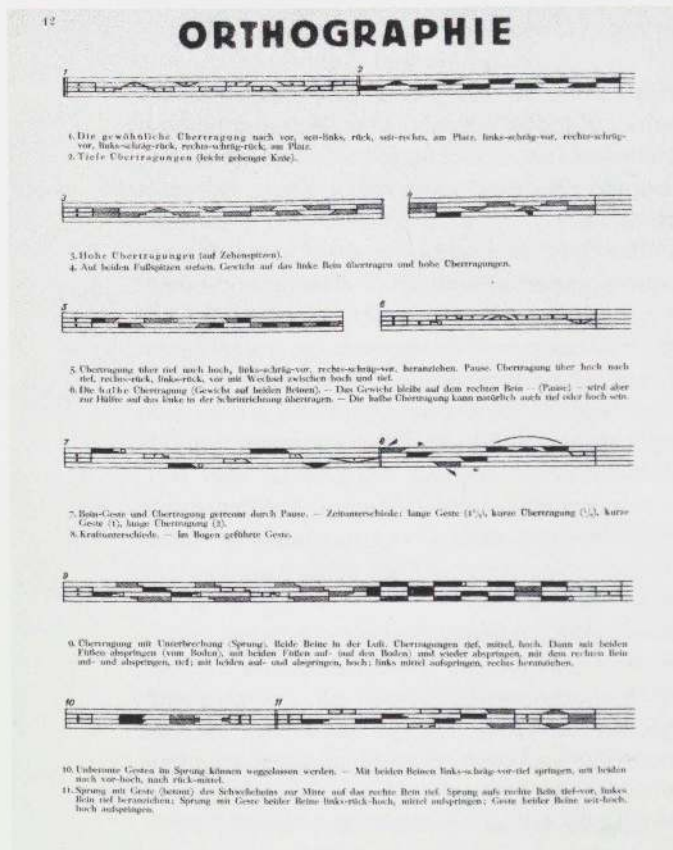 12
ORTHOGRAPHIE
1
2
1. Die gewöhnliche Übertragung nach vor, seit-links, rück, seit-rechts, am Platz, links-schräg-vor, rechts-schräg-
vor, links-schräg-rück, rechts-schräg-rück, am Platz.
2. Tiefe Übertragungen (leicht gebeugte Knie).
3
4
3. Hohe Übertragungen (auf Zehenspitzen).
4. Auf beiden Fußspitzen stehen. Gewicht auf das linke Bein übertragen und hohe Übertragungen.
5
6
5. Übertragung über tief nach hoch, links-schräg-vor, rechts-schräg-vor, heranziehen. Pause. Übertragung über hoch nach
tief, rechts-rück, links-rück, vor mit Wechsel zwischen hoch und tief.
6. Die halbe Übertragung (Gewicht auf beiden Beinen). — Das Gewicht bleibt auf dem rechten Bein — (Pause) — wird aber
zur Hälfte auf das linke in der Schrittrichtung übertragen. — Die halbe Übertragung kann natürlich auch tief oder hoch sein.
7
8
7. Bein-Geste und Übertragung getrennt durch Pause. — Zeitunterschiede: lange Geste kurze Übertragung kurze
Geste (1), lange Übertragung (2).
8. Kraftunterschiede. — Im Bogen geführte Geste.
9
9. Übertragung mit Unterbrechung (Sprung). Beide Beine in der Luft. Übertragungen tief, mittel, hoch. Dann mit beiden
Füßen abspringen (vom Boden), mit beiden Füßen auf- (auf den Boden) und wieder abspringen, mit dem rechten Bein
auf- und abspringen, tief; mit beiden auf- und abspringen, hoch; links mittel aufspringen, rechts heranziehen.
10
11
10. Unbetonte Gesten im Sprung können weggelassen werden. — Mit beiden Beinen links-schräg-vor-tief springen, mit beiden
nach vor-hoch, nach rück-mittel.
11. Sprung mit Geste (betont) des Schwebebeins zur Mitte auf das rechte Bein tief. Sprung aufs rechte Bein tief-vor, linkes
Bein tief heranziehen; Sprung mit Geste beider Beine links-rück-hoch, mittel aufspringen; Geste beider Beine seit-hoch,
hoch aufspringen.